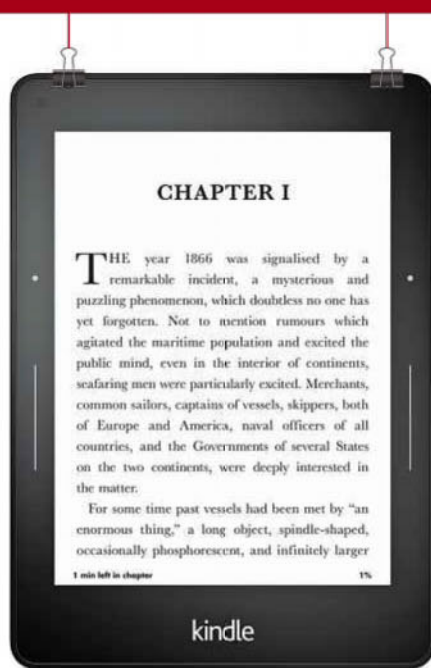 CHAPTER I
THE year 1866 was signalised by a
remarkable incident, a mysterious and
puzzling phenomenon, which doubtless no one has
yet forgotten. Not to mention rumours which
agitated the maritime population and excited the
public mind, even in the interior of continents,
seafaring men were particularly excited. Merchants,
common sailors, captains of vessels, skippers, both
of Europe and America, naval officers of all
countries, and the Governments of several States
on the two continents, were deeply interested in
the matter.
For some time past vessels had been met by “an
enormous thing,” a long object, spindle-shaped,
occasionally phosphorescent, and infinitely larger
1 min left in chapter 1%
kindle